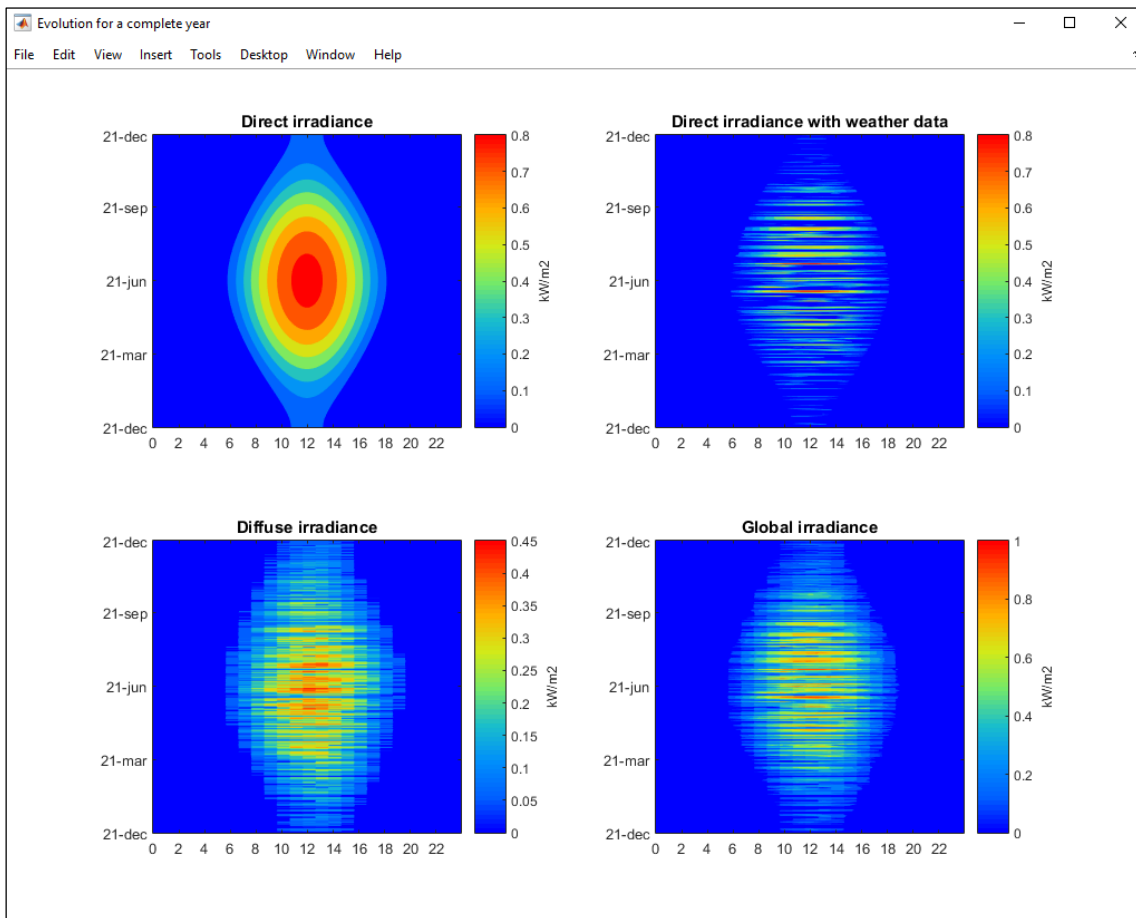 Evolution for a complete year
File Edit View Insert Tools Desktop Window Help
Direct irradiance
21-dec
21-sep
21-jun
21-mar
21-dec
0 2 4 6 8 10 12 14 16 18 20 22
0.8
0.7
0.6
0.5
0.4
0.3
0.2
0.1
0
kW/m2
Direct irradiance with weather data
21-dec
21-sep
21-jun
21-mar
21-dec
0 2 4 6 8 10 12 14 16 18 20 22
0.8
0.7
0.6
0.5
0.4
0.3
0.2
0.1
0
kW/m2
Diffuse irradiance
21-dec
21-sep
21-jun
21-mar
21-dec
0 2 4 6 8 10 12 14 16 18 20 22
0.45
0.4
0.35
0.3
0.25
0.2
0.15
0.1
0.05
0
kW/m2
Global irradiance
21-dec
21-sep
21-jun
21-mar
21-dec
0 2 4 6 8 10 12 14 16 18 20 22
1
0.8
0.6
0.4
0.2
0
kW/m2